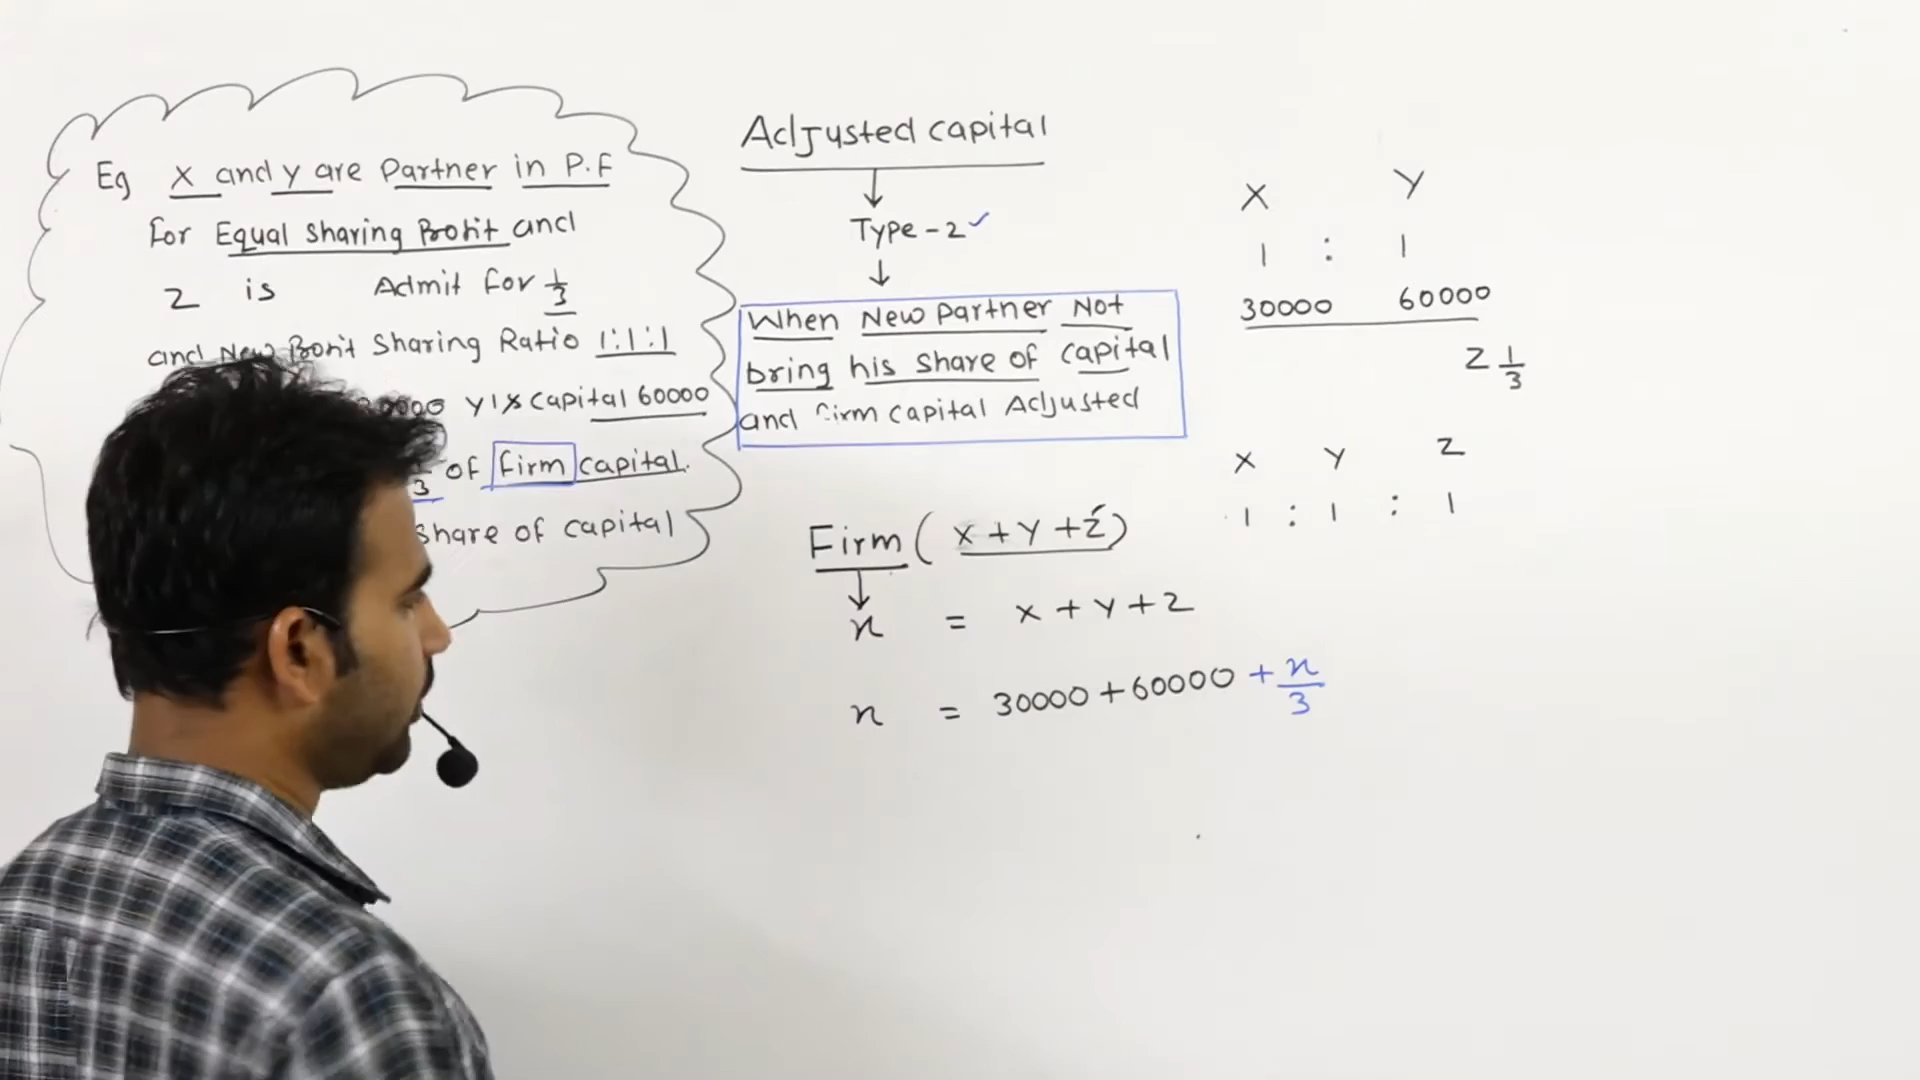 Eg X and y are Partner in P.F
for Equal sharing Profit and
Z is Admit for 1/3
and New Profit Sharing Ratio 1:1:1
30000 y's capital 60000
1/3 of Firm capital.
share of capital
Adjusted capital
Type-2 ✓
When New Partner Not
bring his share of capital
and firm capital Adjusted
Firm (x+y+z)
x = x+y+z
x = 30000+60000 + x/3
X Y
1 : 1
30000 60000
Z 1/3
X Y Z
1 : 1 : 1